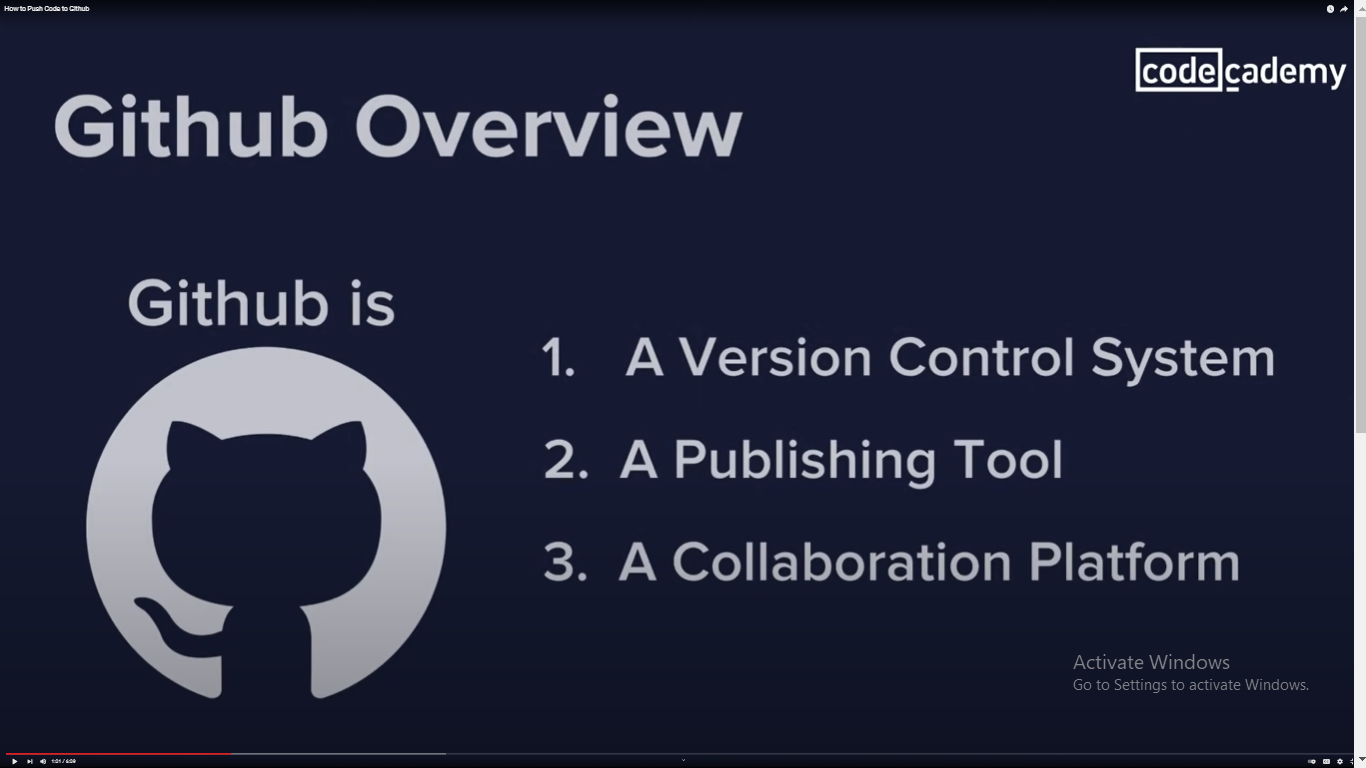 How to Push Code to Github
codecademy
Github Overview
Github is
1. A Version Control System
2. A Publishing Tool
3. A Collaboration Platform
Activate Windows
Go to Settings to activate Windows.